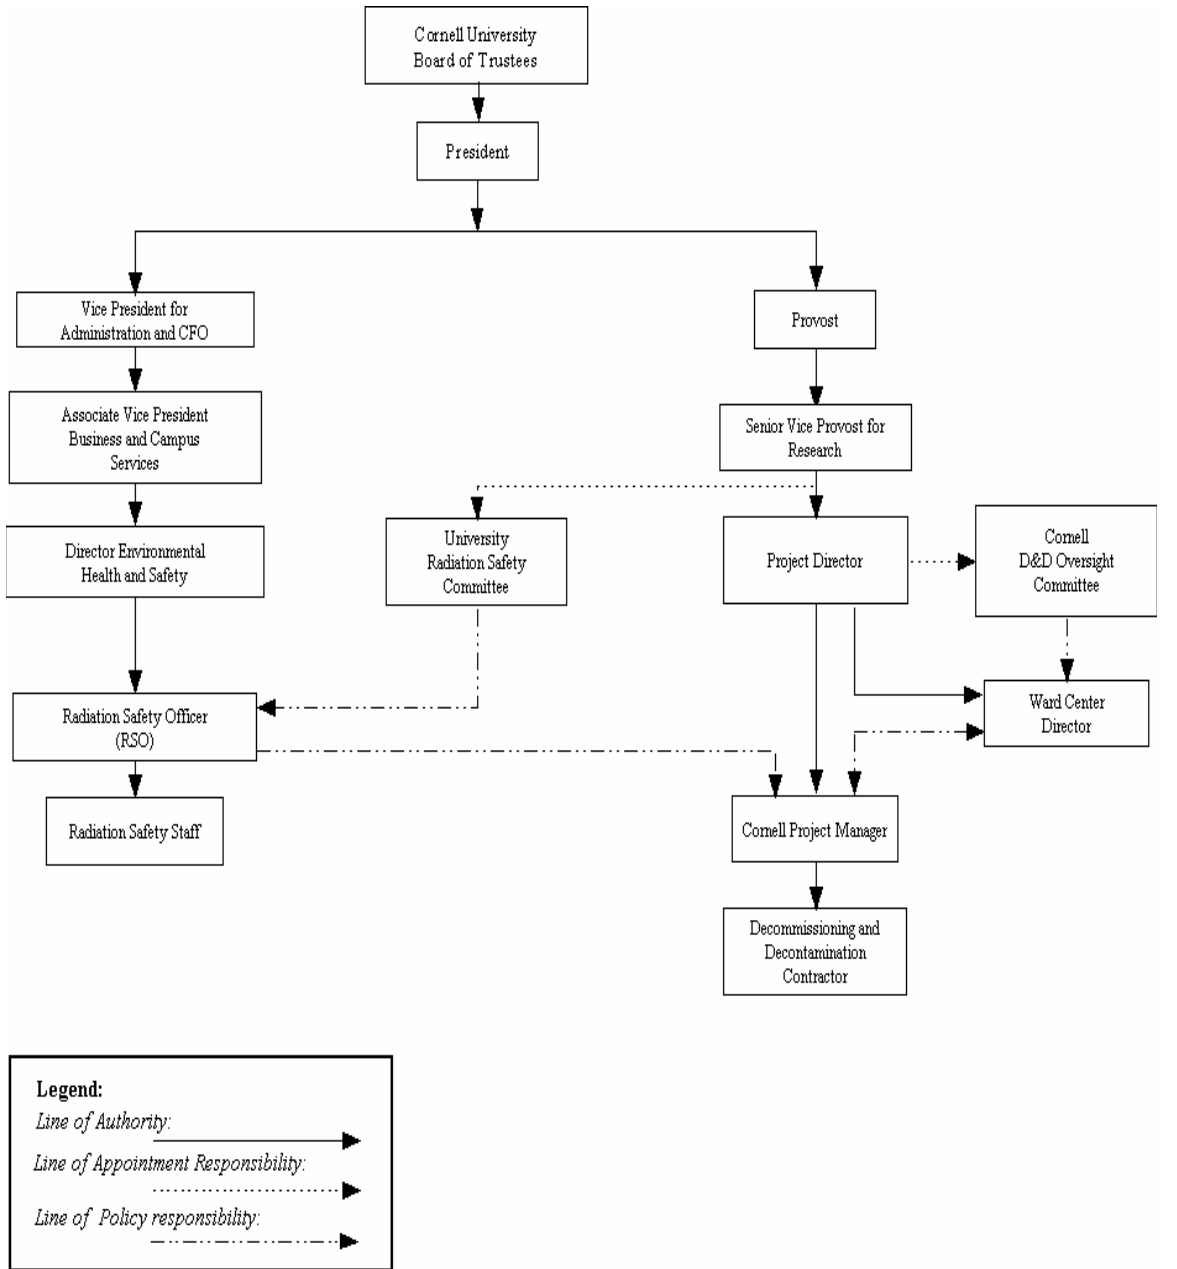 Cornell University
Board of Trustees
President
Vice President for
Administration and CFO
Provost
Associate Vice President
Business and Campus
Services
Senior Vice Provost for
Research
Director Environmental
Health and Safety
University
Radiation Safety
Committee
Project Director
Cornell
D&D Oversight
Committee
Radiation Safety Officer
(RSO)
Ward Center
Director
Radiation Safety Staff
Cornell Project Manager
Decommissioning and
Decontamination
Contractor
Legend:
Line of Authority:
Line of Appointment Responsibility:
Line of Policy responsibility: